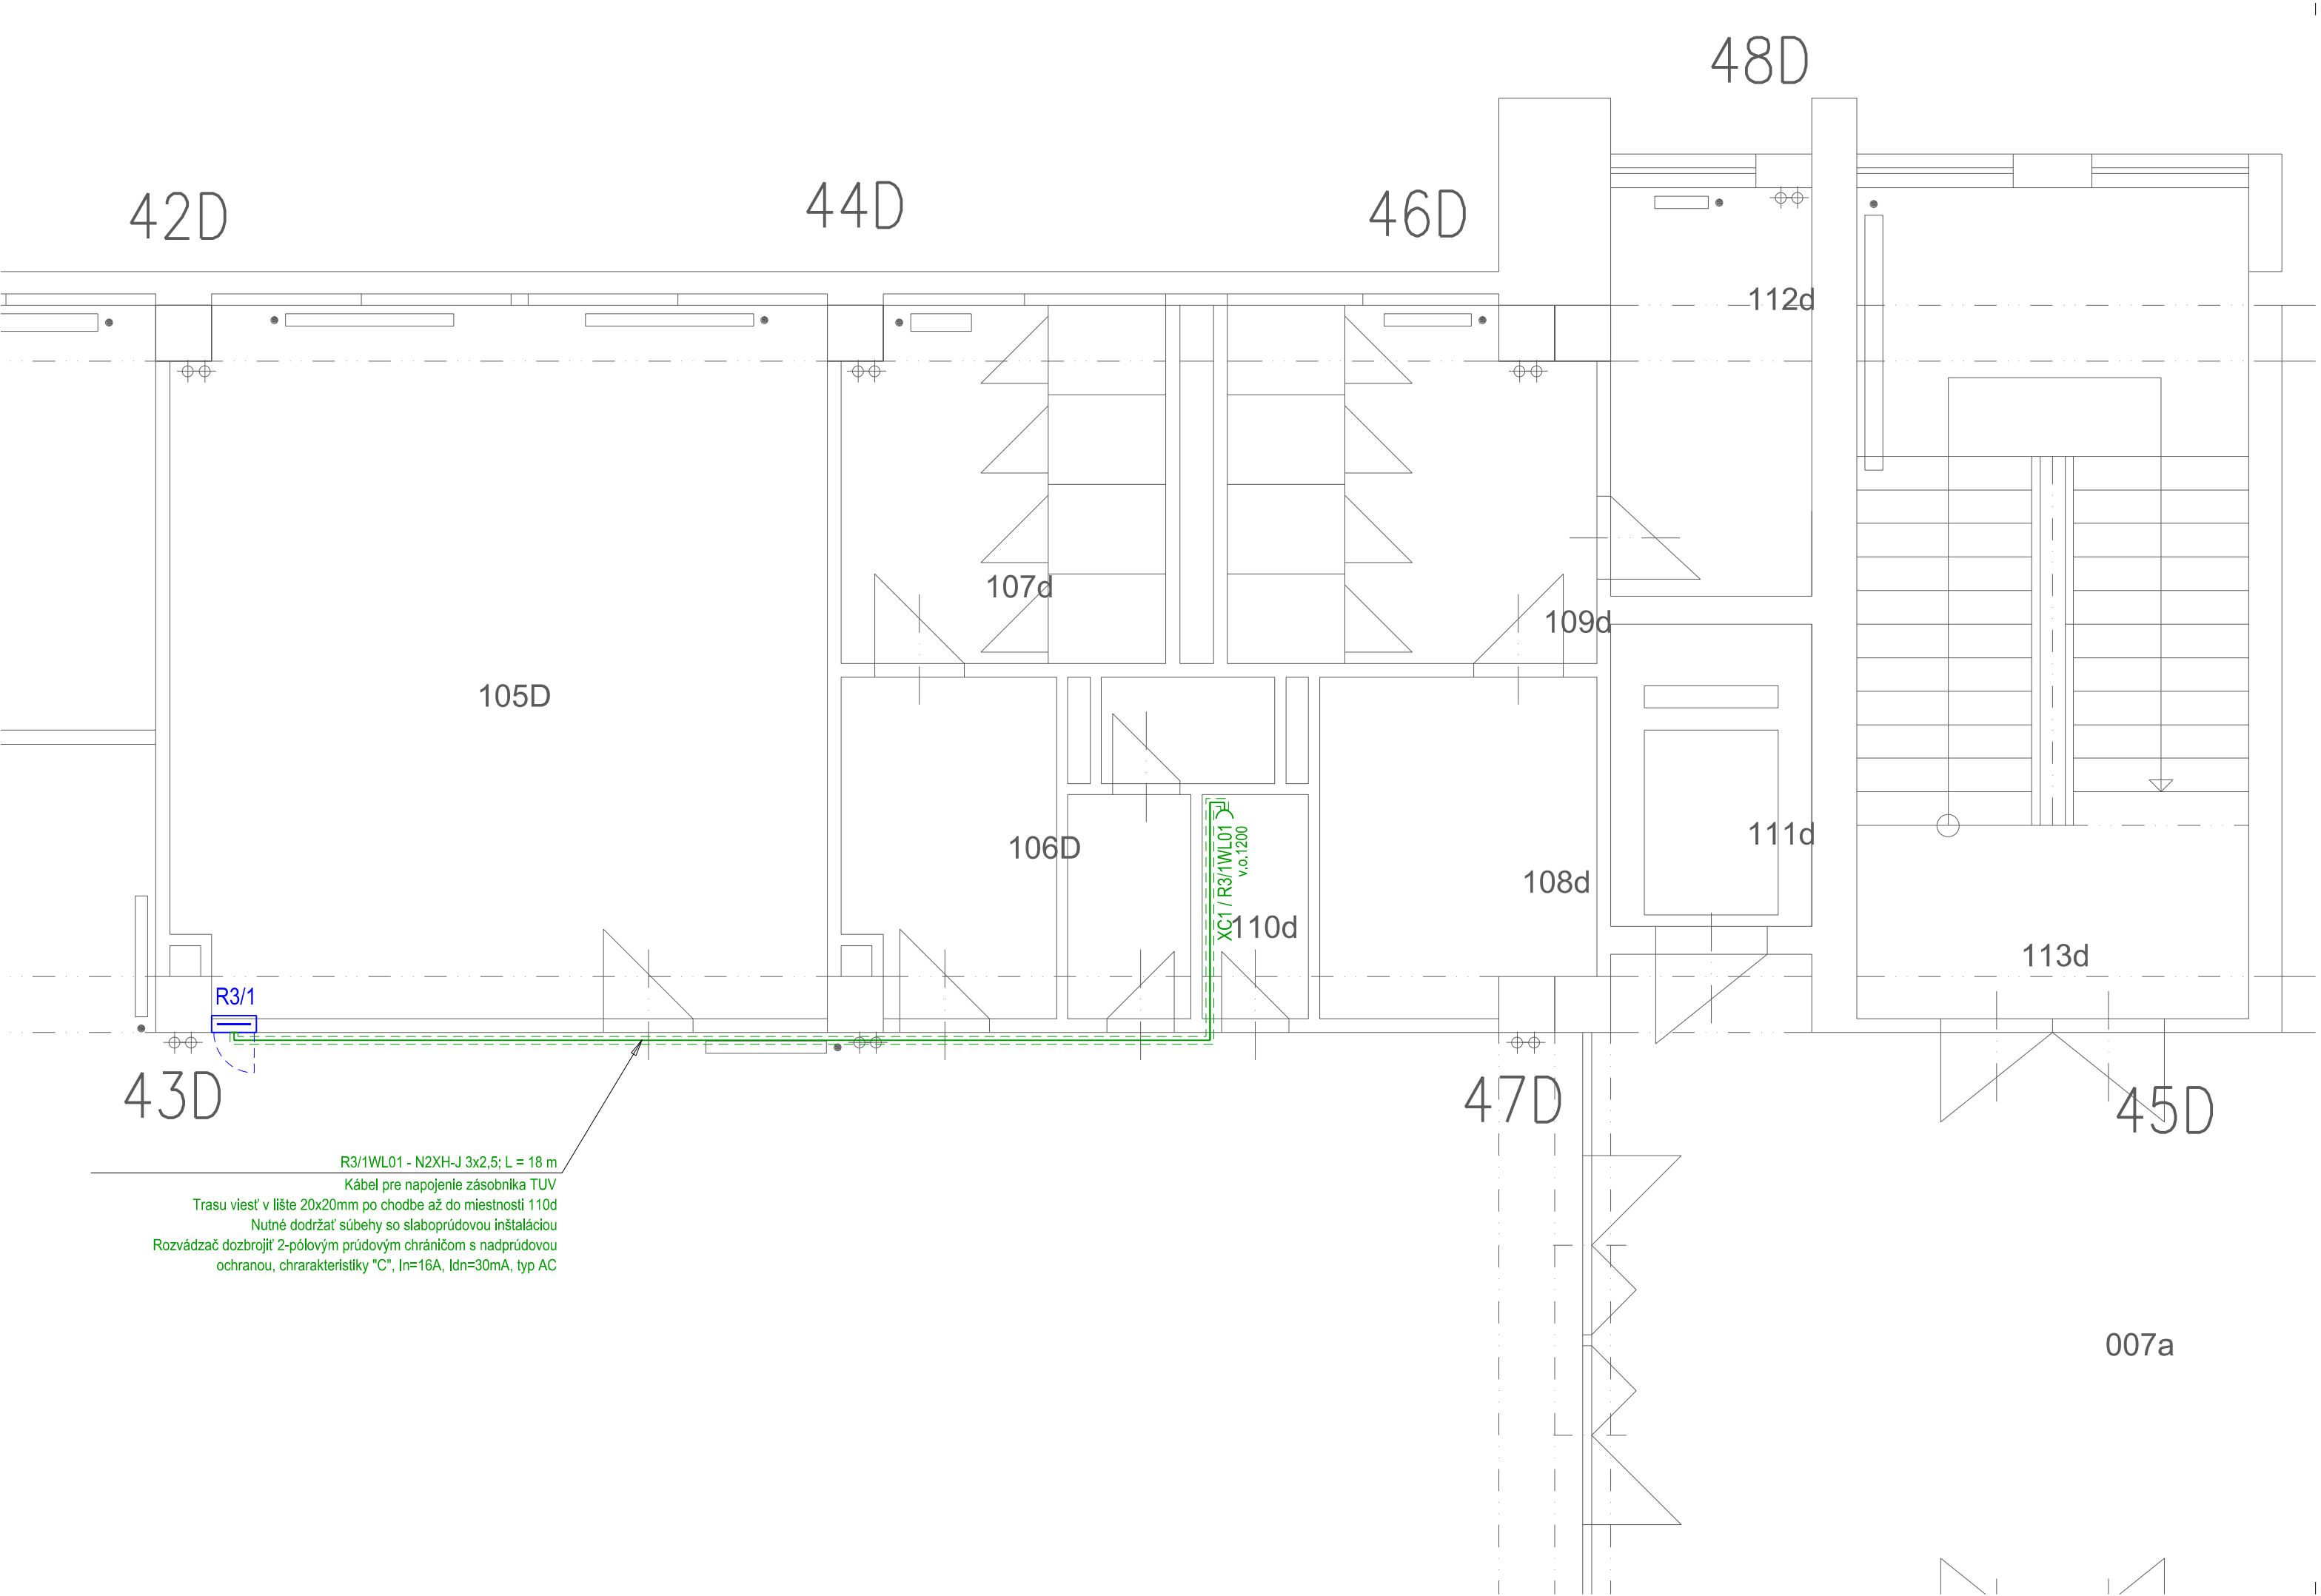 48D
42D
44D
46D
112d
107d
109d
105D
106D
111d
XC1 / R3/1WL01
v.o.1200
108d
110d
113d
R3/1
43D
47D
45D
R3/1WL01 - N2XH-J 3x2,5; L = 18 m
Kábel pre napojenie zásobnika TUV
Trasu viesť v lište 20x20mm po chodbe až do miestnosti 110d
Nutné dodržať súbehy so slaboprúdovou inštaláciou
Rozvádzač dozbrojiť 2-pólovým prúdovým chráničom s nadprúdovou
ochranou, chrarakteristiky "C", In=16A, Idn=30mA, typ AC
007a